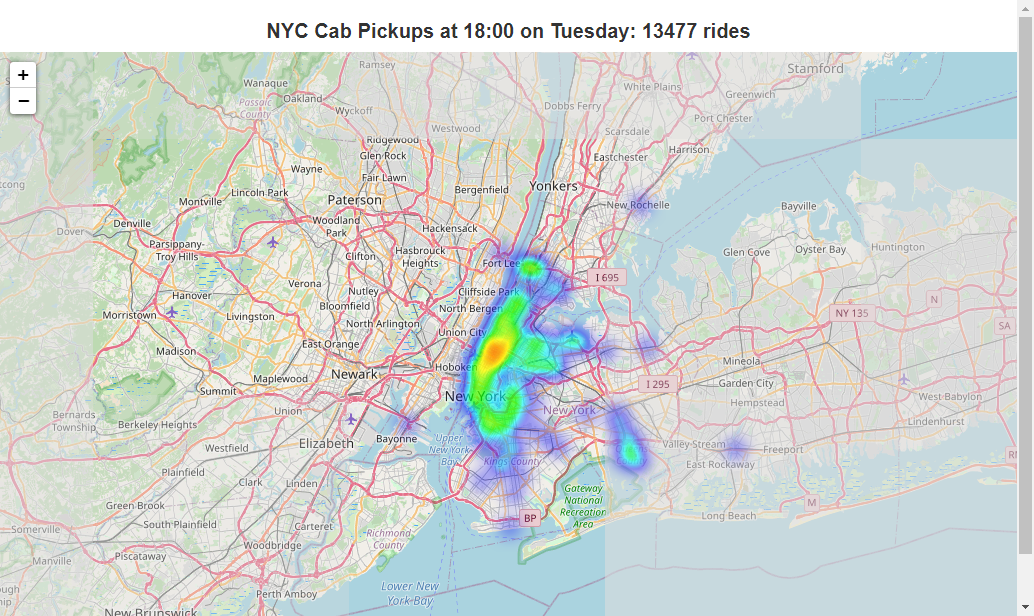 NYC Cab Pickups at 18:00 on Tuesday: 13477 rides
+
−
Ramsey
Stamford
Wanaque
White Plains
Greenwich
Oakland
Passaic
County
Wyckoff
Dobbs Ferry
Port Chester
Westwood
Scarsdale
Ridgewood
Harrison
Glen Rock
Eastchester
Wayne
Fair Lawn
tcong
Lincoln Park
Bergenfield
Yonkers
Montville
Paterson
New Rochelle
Bayville
Denville
Woodland
Park
Hackensack
Dover
Parsippany-
Troy Hills
Clifton
Hasbrouck
Heights
Glen Cove
Oyster Bay
Huntington
Fort Lee
I 695
Verona
Nutley
Cliffside Park
Hanover
Bloomfield
North Bergen
N
Morristown
Livingston
North Arlington
NY 135
Union City
SA
East Orange
Madison
Mineola
Hoboken
Newark
Maplewood
I 295
Garden City
Summit
New York
Hempstead
West Babylon
Bernards
Township
Union
New York
Lindenhurst
Berkeley Heights
Elizabeth
Bayonne
Upper
New York
Bay
Valley Stream
Freeport
Westfield
Kings County
East Rockaway
Plainfield
Clark
Linden
Gateway
National
Recreation
Area
RN
Green Brook
M
South Plainfield
Carteret
BP
Long Beach
Somerville
Richmond
County
Woodbridge
Manville
Piscataway
Perth Amboy
Lower New
York Bay
New Brunswick